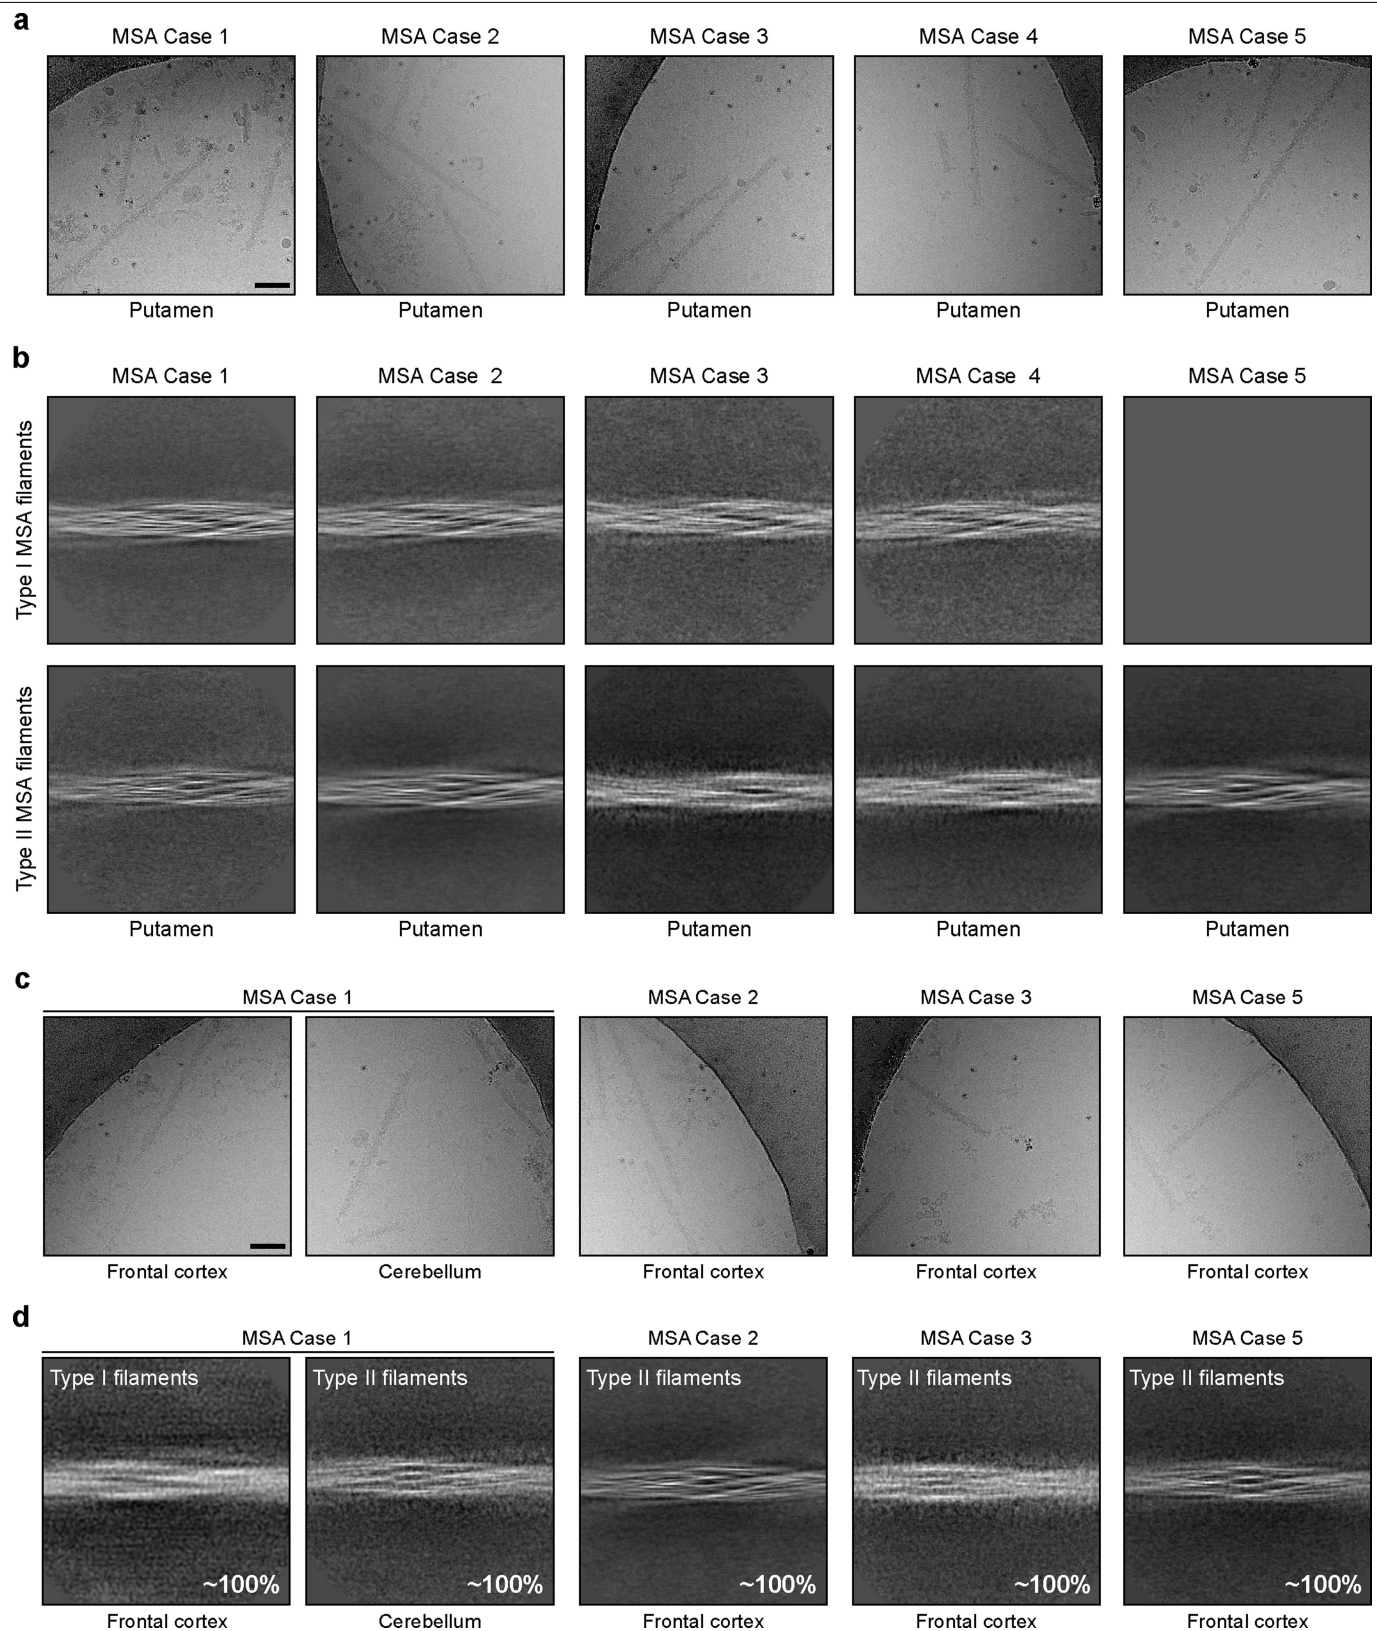 a
MSA Case 1 MSA Case 2 MSA Case 3 MSA Case 4 MSA Case 5
Putamen Putamen Putamen Putamen Putamen
b
MSA Case 1 MSA Case 2 MSA Case 3 MSA Case 4 MSA Case 5
Type I MSA filaments
Type II MSA filaments
Putamen Putamen Putamen Putamen Putamen
c
MSA Case 1 MSA Case 2 MSA Case 3 MSA Case 5
Frontal cortex Cerebellum Frontal cortex Frontal cortex Frontal cortex
d
MSA Case 1 MSA Case 2 MSA Case 3 MSA Case 5
Type I filaments Type II filaments Type II filaments Type II filaments Type II filaments
~100% ~100% ~100% ~100% ~100%
Frontal cortex Cerebellum Frontal cortex Frontal cortex Frontal cortex